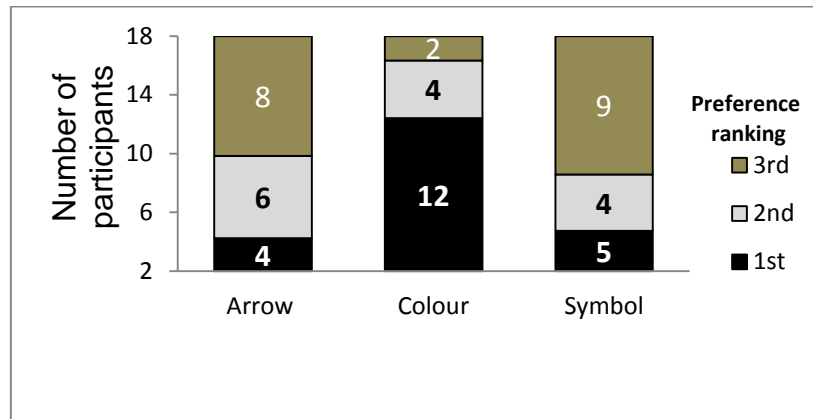 Number of
participants
18
14
10
6
2
8
6
4
2
4
12
9
4
5
Arrow
Colour
Symbol
Preference
ranking
3rd
2nd
1st